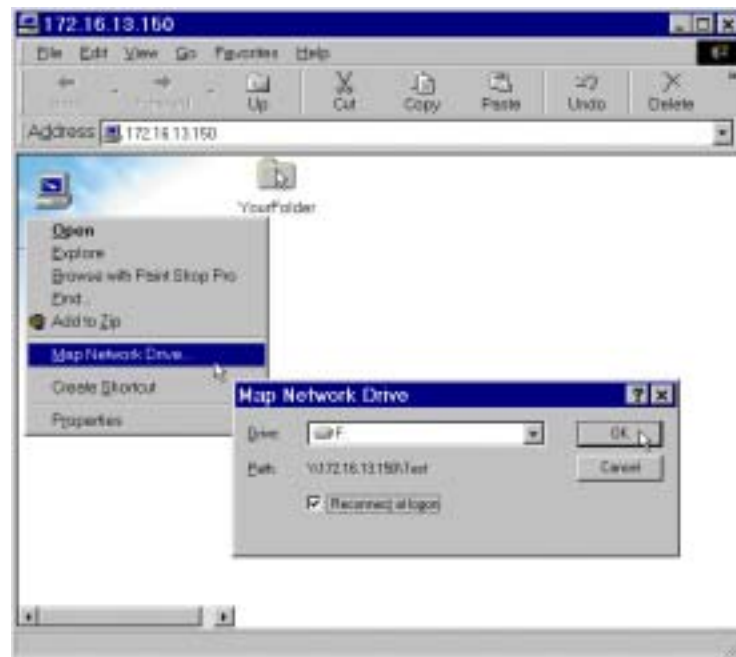 172.16.13.150
File Edit View Go Favorites Help
Up Cut Copy Paste Undo Delete
Address 172.16.13.150
YourFolder
Open
Explore
Browse with Paint Shop Pro
Find...
Add to Zip
Map Network Drive...
Create Shortcut
Properties
Map Network Drive
Drive: F: OK
Path: \\172.16.13.150\Test Cancel
Reconnect at logon